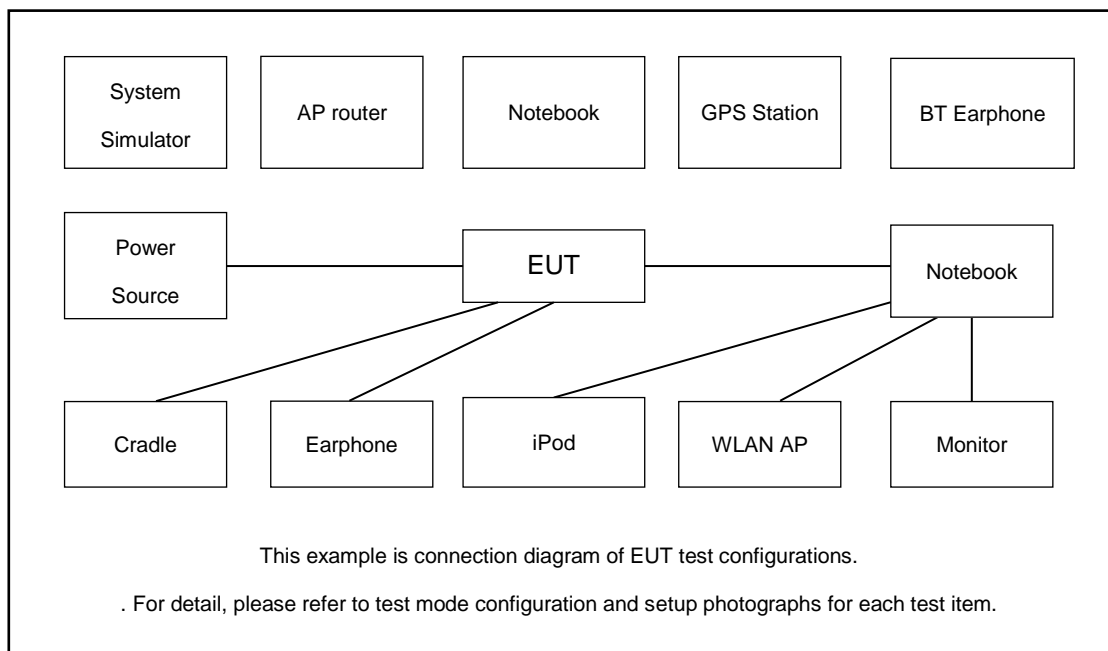 System
Simulator
AP router
Notebook
GPS Station
BT Earphone
Power
Source
EUT
Notebook
Cradle
Earphone
iPod
WLAN AP
Monitor
This example is connection diagram of EUT test configurations.
. For detail, please refer to test mode configuration and setup photographs for each test item.